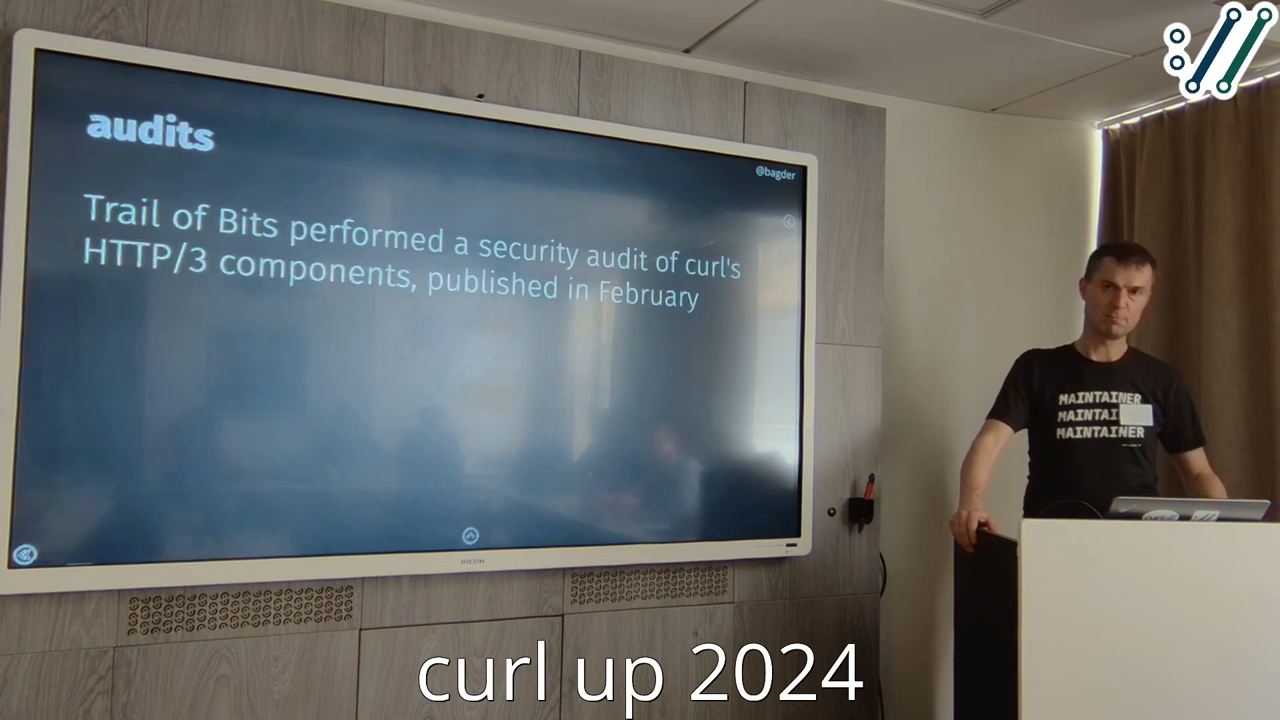 audits
@bagder
Trail of Bits performed a security audit of curl's
HTTP/3 components, published in February
MAINTAINER
MAINTAI
MAINTAINER
RICOH
curl up 2024